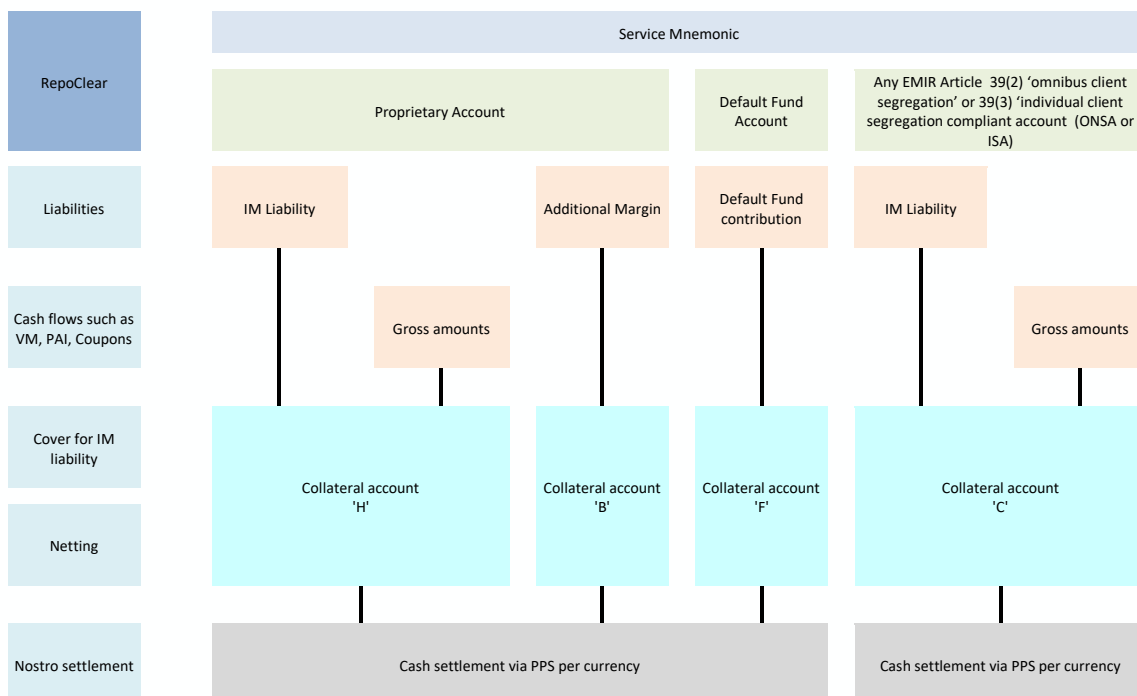 Service Mnemonic
RepoClear
Proprietary Account
Default Fund
Account
Any EMIR Article 39(2) ‘omnibus client
segregation’ or 39(3) ‘individual client
segregation compliant account (ONSA or
ISA)
Liabilities
IM Liability
Additional Margin
Default Fund
contribution
IM Liability
Cash flows such as
VM, PAI, Coupons
Gross amounts
Gross amounts
Cover for IM
liability
Netting
Collateral account
'H'
Collateral account
'B'
Collateral account
'F'
Collateral account
'C'
Nostro settlement
Cash settlement via PPS per currency
Cash settlement via PPS per currency